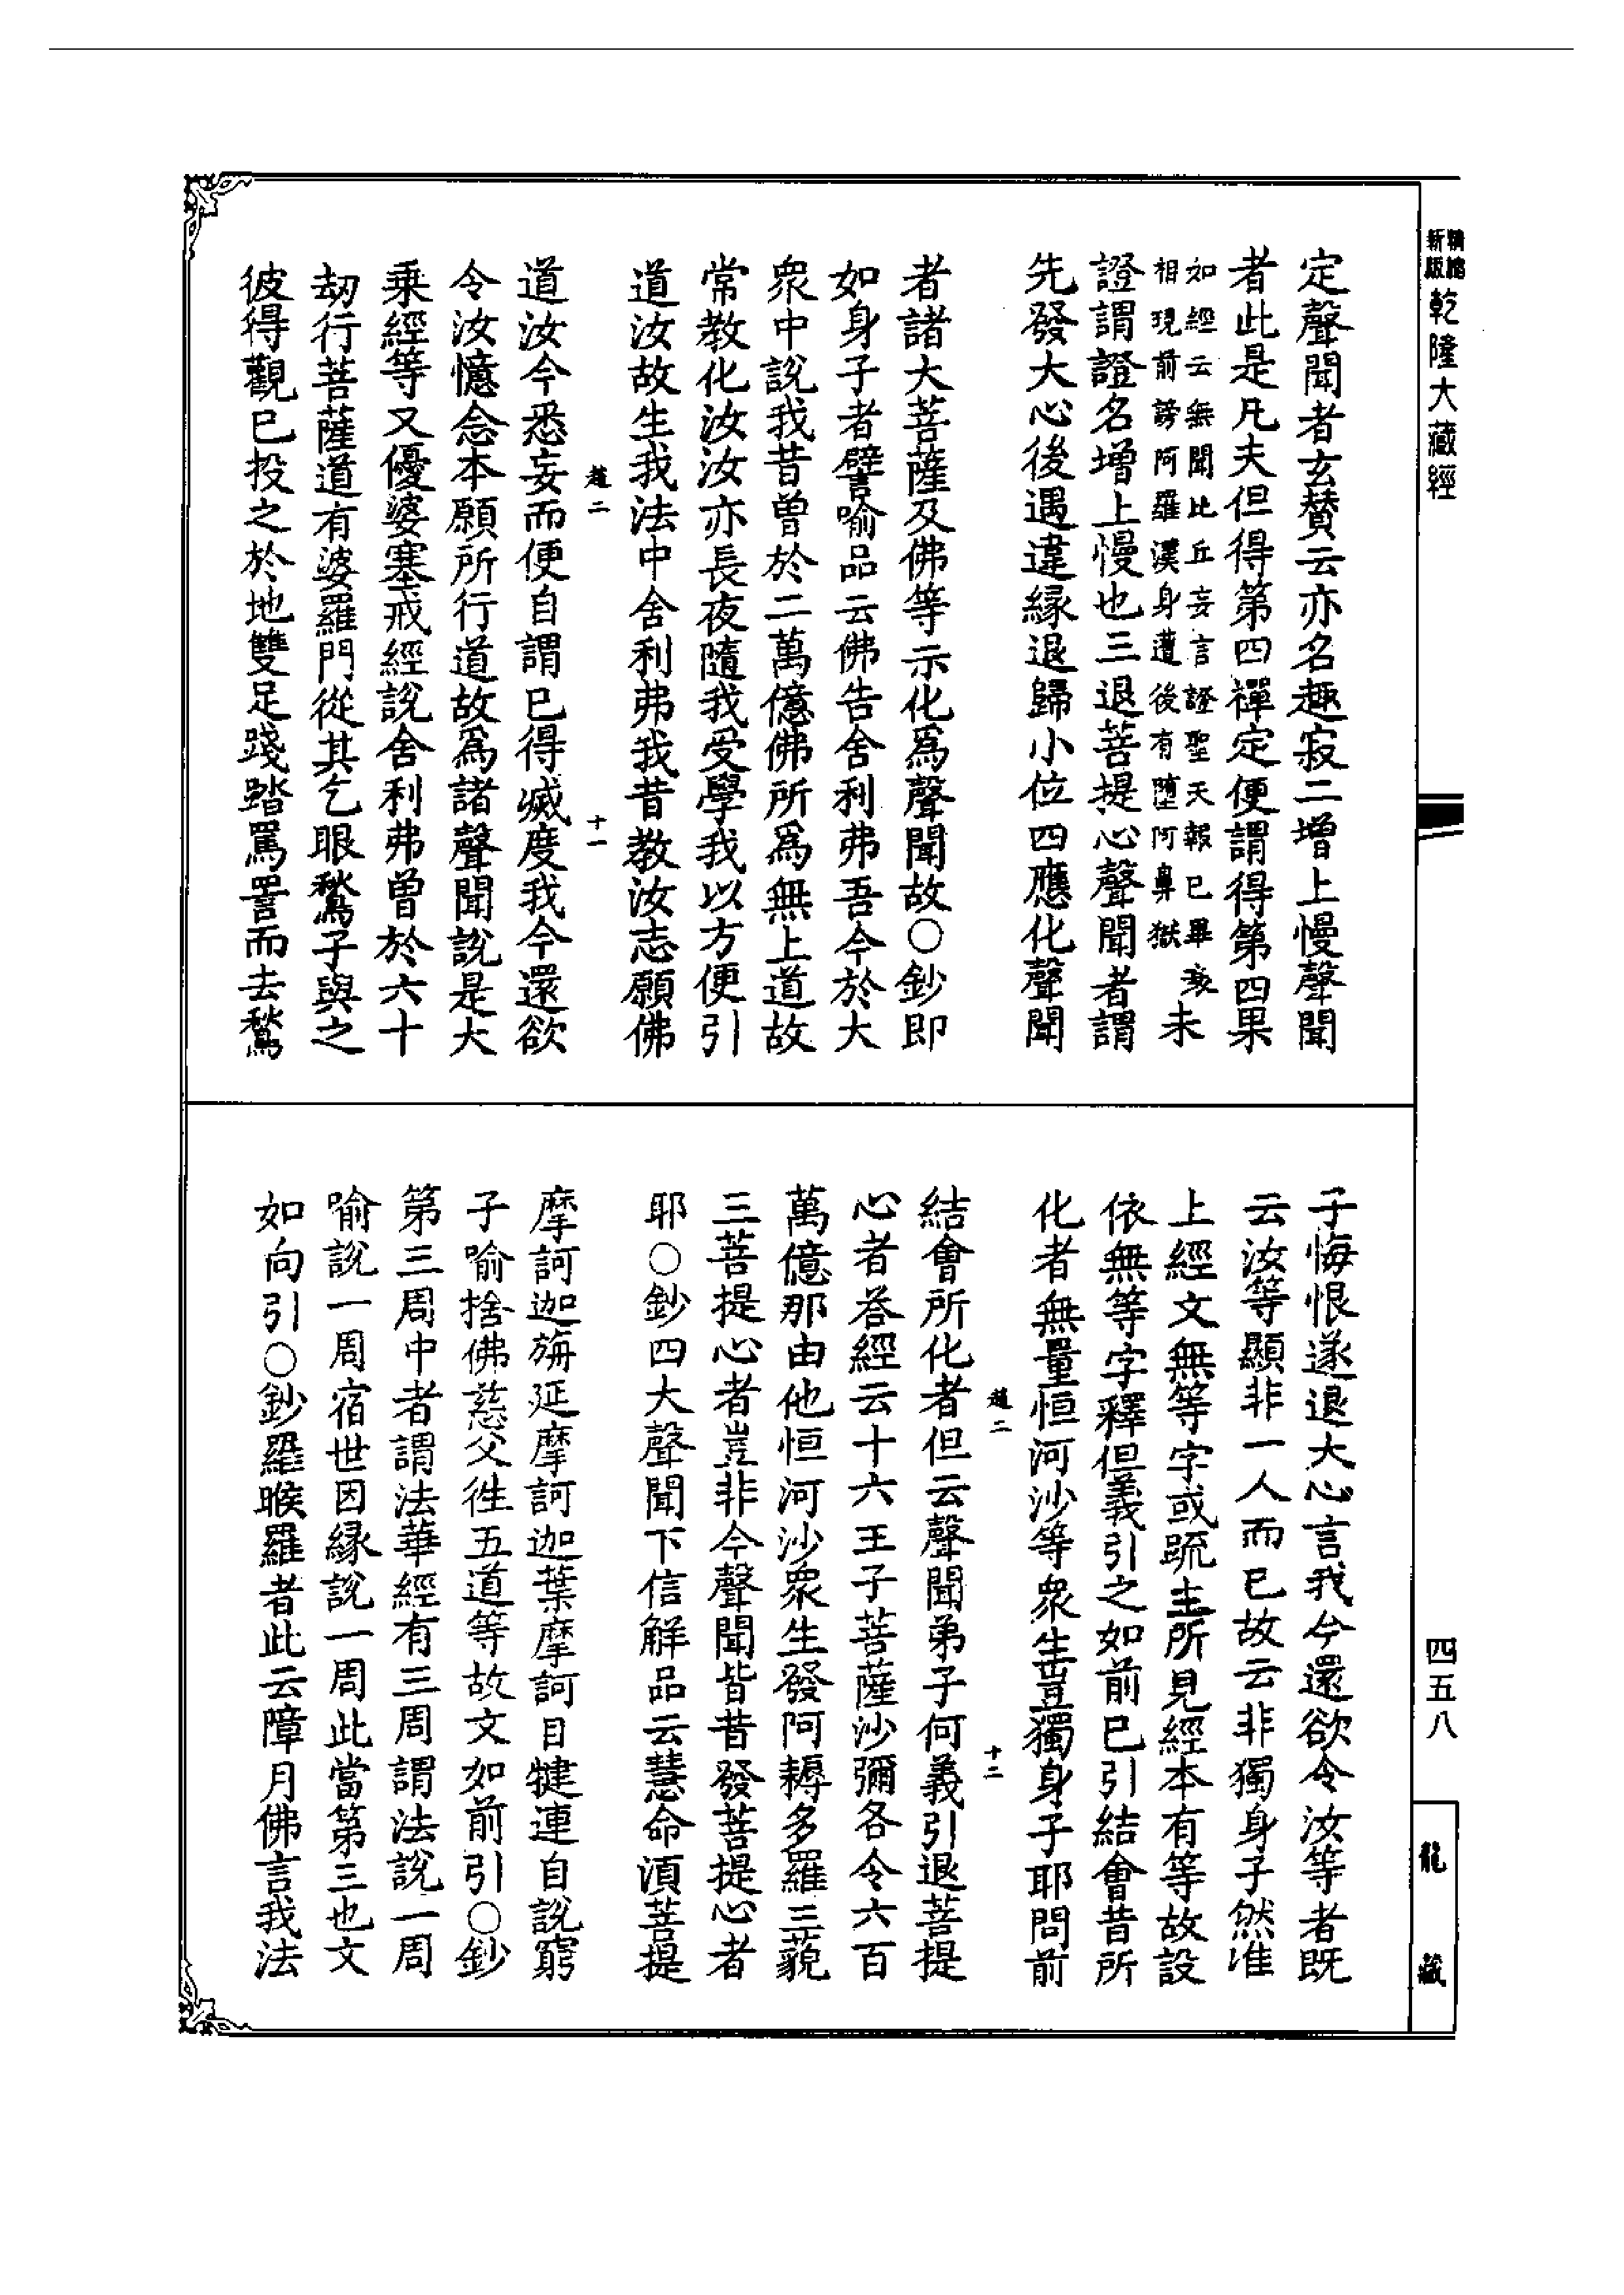 精縮
新版
乾隆大藏經
四五八
龍藏
定聲聞者玄贊云亦名趣寂二增上慢聲聞
者此是凡夫但得第四禪定便謂得第四果
如經云無聞比丘妄言證聖天報已畢衰
相現前謗阿羅漢身遭後有墮阿鼻獄
未
證謂證名增上慢也三退菩提心聲聞者謂
先發大心後遇違緣退歸小位四應化聲聞
者諸大菩薩及佛等示化爲聲聞故○鈔即
如身子者譬喻品云佛告舍利弗吾今於大
衆中說我昔曾於二萬億佛所爲無上道故
常教化汝汝亦長夜隨我受學我以方便引
道汝故生我法中舍利弗我昔教汝志願佛
趙二 十一
道汝今悉妄而便自謂已得滅度我今還欲
令汝憶念本願所行道故爲諸聲聞說是大
乘經等又優婆塞戒經說舍利弗曾於六十
劫行菩薩道有婆羅門從其乞眼鶖子與之
彼得觀已投之於地雙足踐踏罵詈而去鶖
子悔恨遂退大心言我今還欲令汝等者既
云汝等顯非一人而已故云非獨身子然准
上經文無等字或疏主所見經本有等故設
依無等字釋但義引之如前已引結會昔所
化者無量恒河沙等衆生豈獨身子耶問前
趙二 十二
結會所化者但云聲聞弟子何義引退菩提
心者荅經云十六王子菩薩沙彌各令六百
萬億那由他恒河沙衆生發阿耨多羅三藐
三菩提心者豈非今聲聞皆昔發菩提心者
耶○鈔四大聲聞下信解品云慧命須菩提
摩訶迦旃延摩訶迦葉摩訶目犍連自說窮
子喻捨佛慈父徃五道等故文如前引○鈔
第三周中者謂法華經有三周謂法說一周
喻說一周宿世因緣說一周此當第三也文
如向引○鈔羅睺羅者此云障月佛言我法